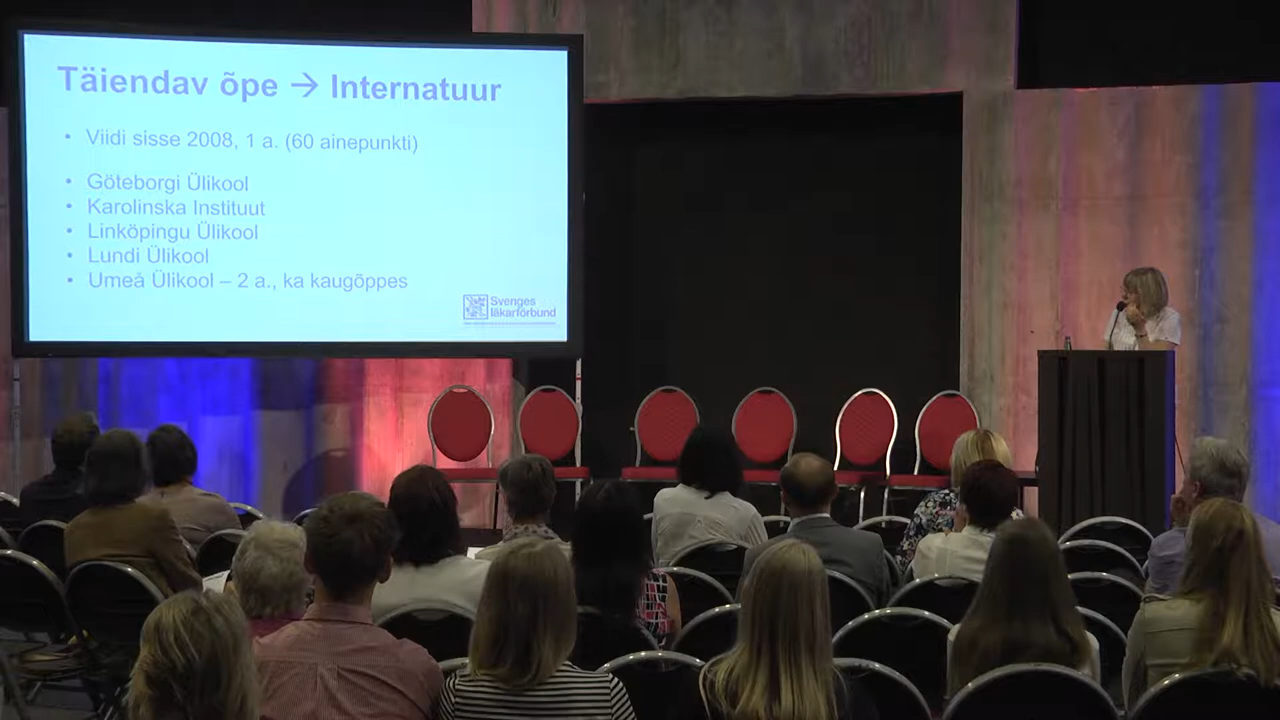 Täiendav õpe → Internatuur
• Viidi sisse 2008, 1 a. (60 ainepunkti)
• Göteborgi Ülikool
• Karolinska Instituut
• Linköpingu Ülikool
• Lundi Ülikool
• Umeå Ülikool – 2 a., ka kaugõppes
Sveriges
läkarförbund